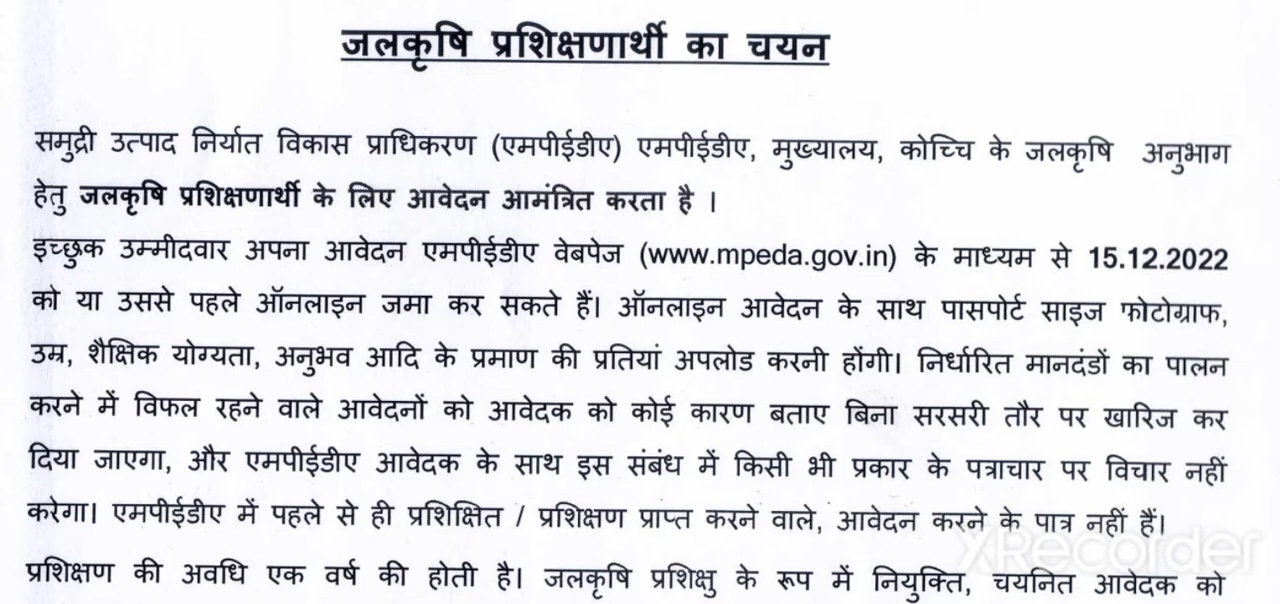 जलकृषि प्रशिक्षणार्थी का चयन
समुद्री उत्पाद निर्यात विकास प्राधिकरण (एमपीईडीए) एमपीईडीए, मुख्यालय, कोच्चि के जलकृषि अनुभाग
हेतु जलकृषि प्रशिक्षणार्थी के लिए आवेदन आमंत्रित करता है ।
इच्छुक उम्मीदवार अपना आवेदन एमपीईडीए वेबपेज (www.mpeda.gov.in) के माध्यम से 15.12.2022
को या उससे पहले ऑनलाइन जमा कर सकते हैं। ऑनलाइन आवेदन के साथ पासपोर्ट साइज फोटोग्राफ,
उम्र, शैक्षिक योग्यता, अनुभव आदि के प्रमाण की प्रतियां अपलोड करनी होंगी। निर्धारित मानदंडों का पालन
करने में विफल रहने वाले आवेदनों को आवेदक को कोई कारण बताए बिना सरसरी तौर पर खारिज कर
दिया जाएगा, और एमपीईडीए आवेदक के साथ इस संबंध में किसी भी प्रकार के पत्राचार पर विचार नहीं
करेगा। एमपीईडीए में पहले से ही प्रशिक्षित / प्रशिक्षण प्राप्त करने वाले, आवेदन करने के पात्र नहीं हैं।
XRecorder
प्रशिक्षण की अवधि एक वर्ष की होती है। जलकृषि प्रशिक्षु के रूप में नियुक्ति, चयनित आवेदक को